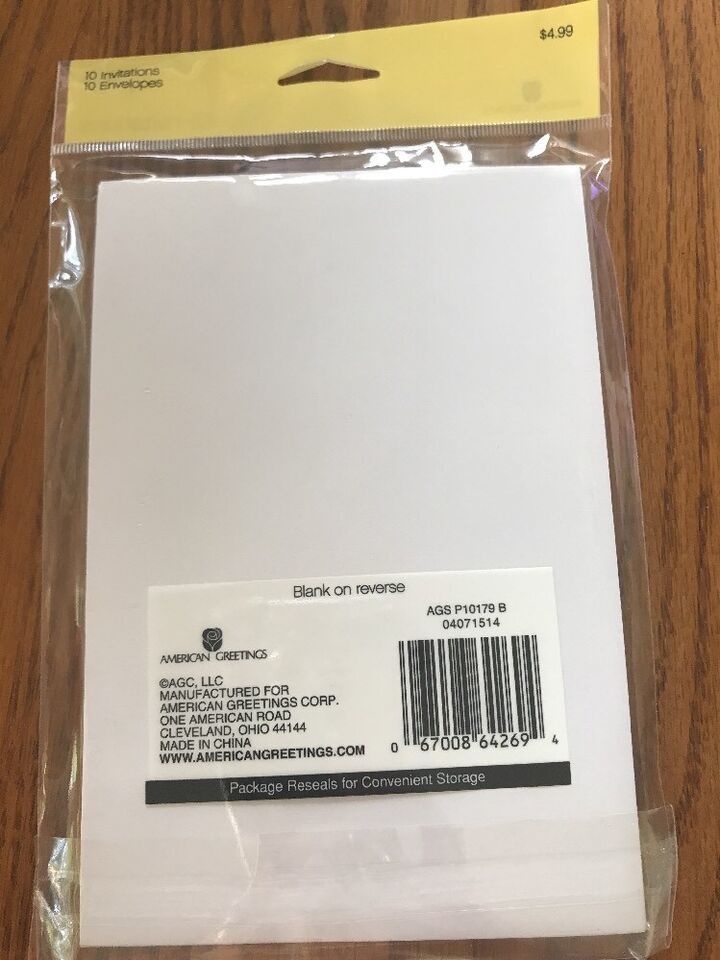 10 Invitations
10 Envelopes
$4.99
Blank on reverse
AMERICAN GREETINGS
©AGC, LLC
MANUFACTURED FOR
AMERICAN GREETINGS CORP.
ONE AMERICAN ROAD
CLEVELAND, OHIO 44144
MADE IN CHINA
WWW.AMERICANGREETINGS.COM
AGS P10179 B
04071514
0 67008 64269 4
Package Reseals for Convenient Storage